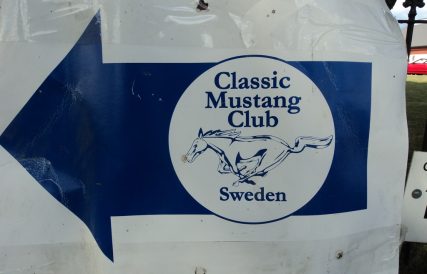 Classic
Mustang
Club
Sweden